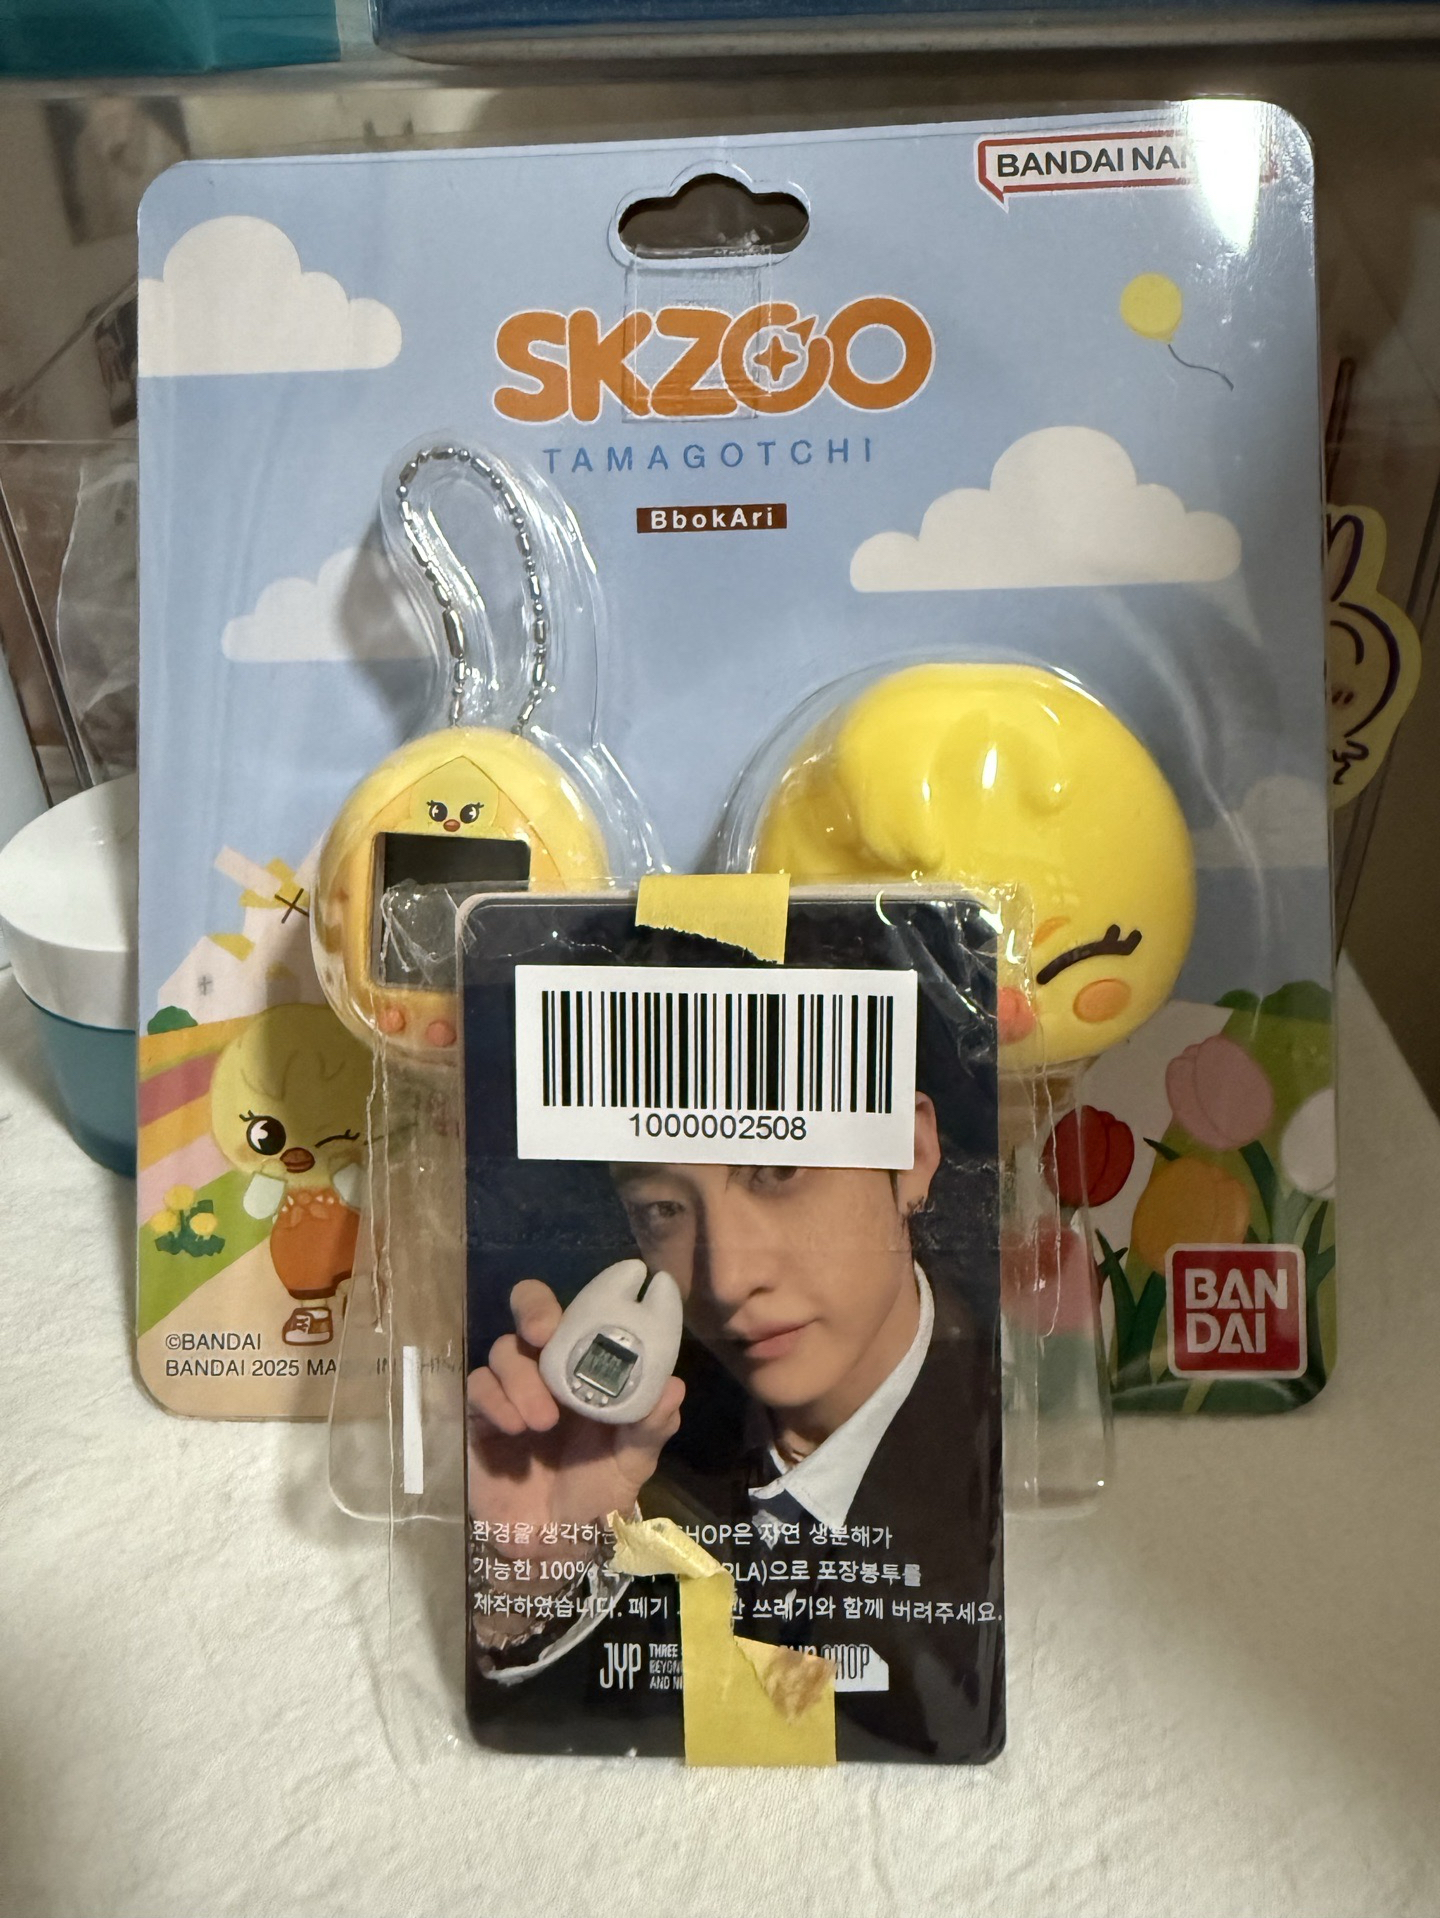 BANDAI
SKZOO
TAMAGOTCHI
BbokAri
1000002508
환경을 생각하는 SHOP은 자연 생분해가
가능한 100% PLA)으로 포장봉투를
제작하였습니다. 폐기 쓰레기와 함께 버려주세요.
JYP THREE
AND
SHOP
©BANDAI
BANDAI 2025 MA
BAN
DAI